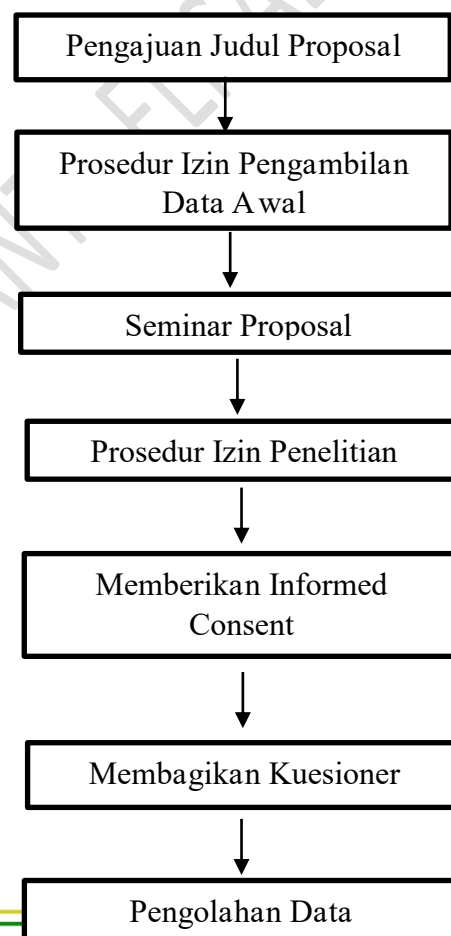 Pengajuan Judul Proposal
Prosedur Izin Pengambilan
Data Awal
Seminar Proposal
Prosedur Izin Penelitian
Memberikan Informed
Consent
Membagikan Kuesioner
Pengolahan Data